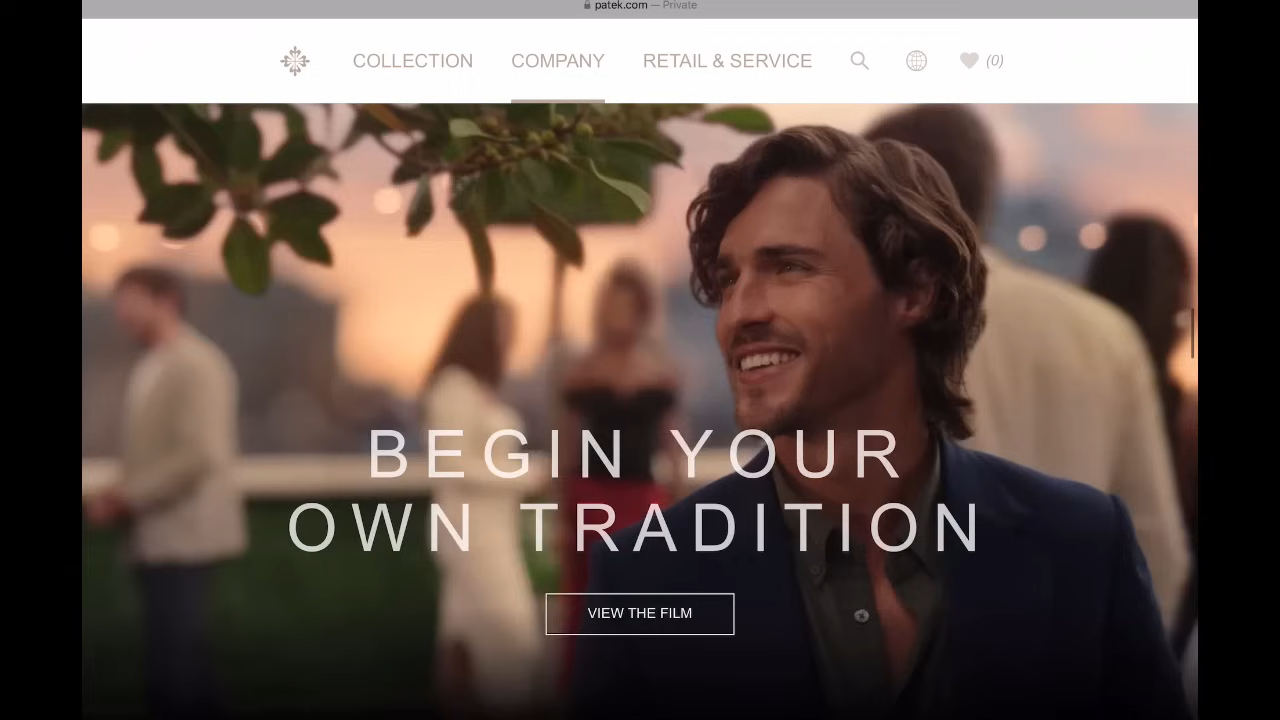 patek.com — Private
COLLECTION COMPANY RETAIL & SERVICE (0)
BEGIN YOUR
OWN TRADITION
VIEW THE FILM